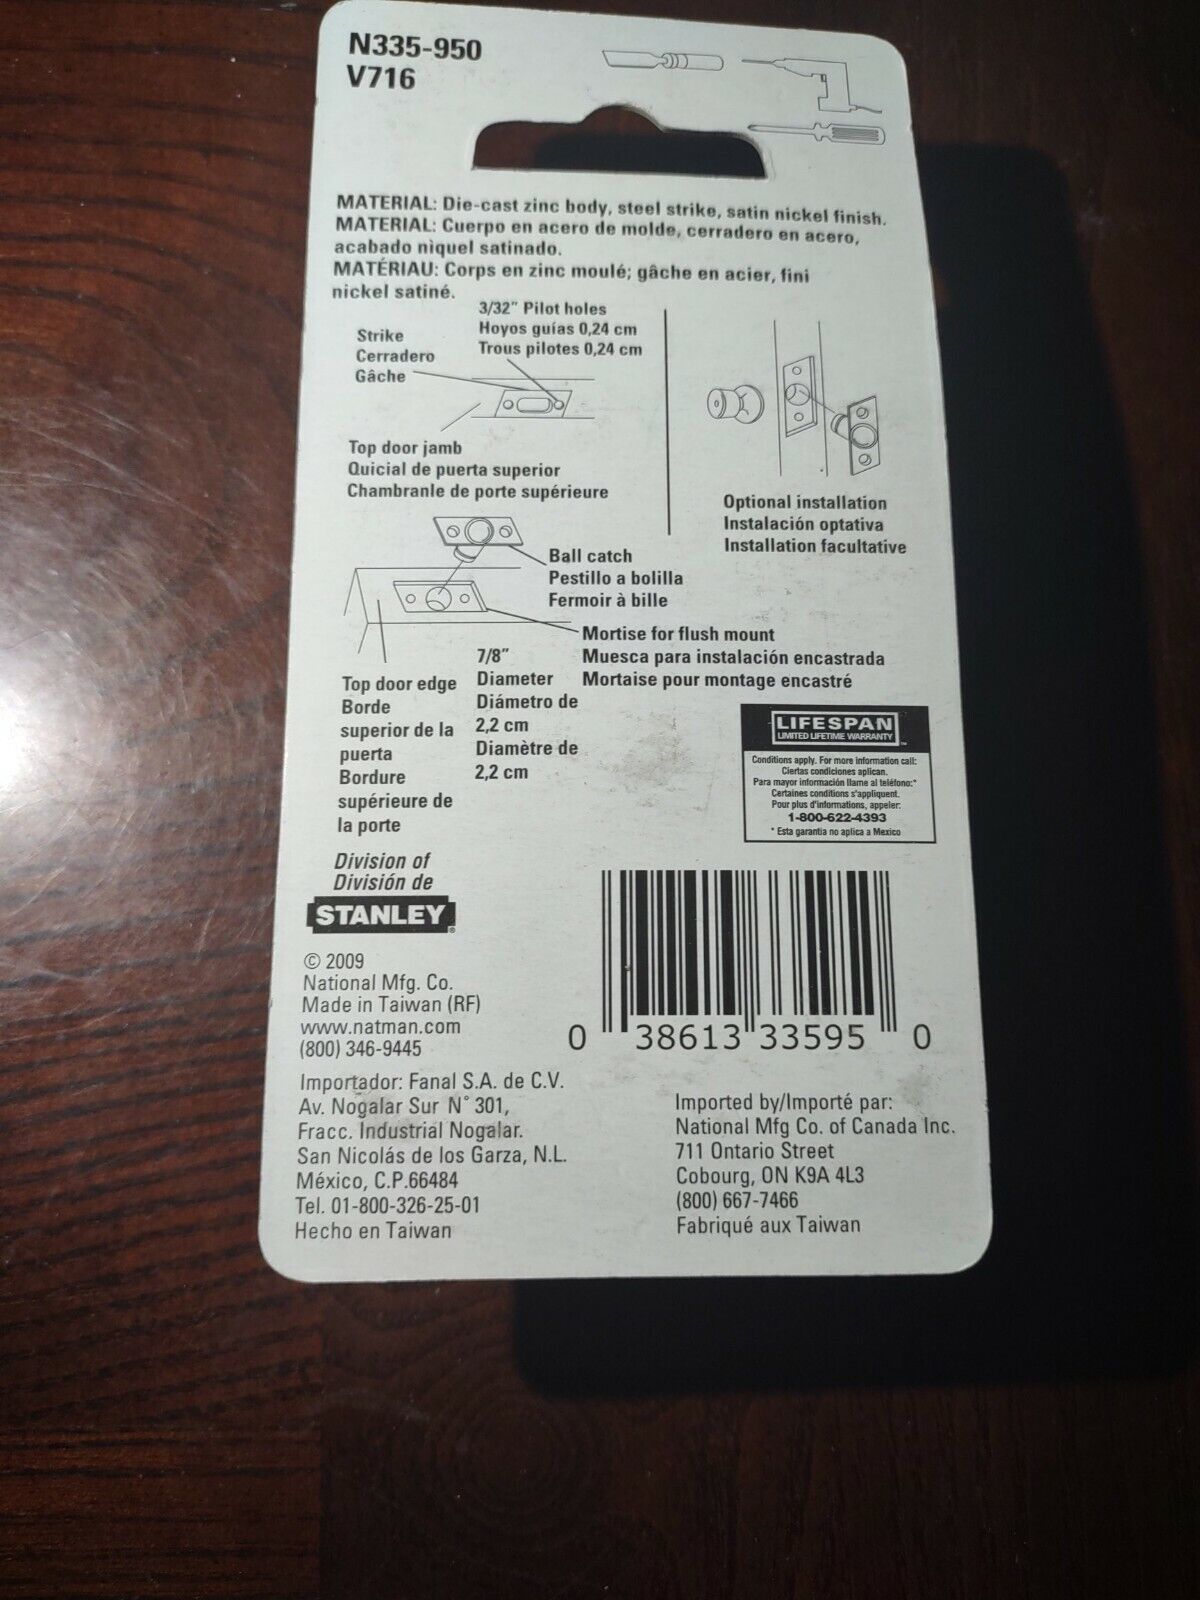 N335-950
V716
MATERIAL: Die-cast zinc body, steel strike, satin nickel finish.
MATERIAL: Cuerpo en acero de molde, cerradero en acero,
acabado niquel satinado.
MATÉRIAU: Corps en zinc moulé; gâche en acier, fini
nickel satiné.
3/32" Pilot holes
Hoyos guías 0,24 cm
Trous pilotes 0,24 cm
Strike
Cerradero
Gâche
Top door jamb
Quicial de puerta superior
Chambranle de porte supérieure
Optional installation
Instalación optativa
Installation facultative
Ball catch
Pestillo a bolilla
Fermoir à bille
Mortise for flush mount
Muesca para instalación encastrada
Mortaise pour montage encastré
7/8"
Diameter
Diámetro de
2,2 cm
Diamètre de
2,2 cm
Top door edge
Borde
superior de la
puerta
Bordure
supérieure de
la porte
LIFESPAN
LIMITED LIFETIME WARRANTY ™
Conditions apply. For more information call:
Ciertas condiciones aplican.
Para mayor información llame al teléfono:*
Certaines conditions s'appliquent.
Pour plus d'informations, appeler:
1-800-622-4393
* Esta garantia no aplica a Mexico
Division of
División de
STANLEY®
© 2009
National Mfg. Co.
Made in Taiwan (RF)
www.natman.com
(800) 346-9445
0 38613 33595 0
Importador: Fanal S.A. de C.V.
Av. Nogalar Sur N° 301,
Fracc. Industrial Nogalar.
San Nicolás de los Garza, N.L.
México, C.P.66484
Tel. 01-800-326-25-01
Hecho en Taiwan
Imported by/Importé par:
National Mfg Co. of Canada Inc.
711 Ontario Street
Cobourg, ON K9A 4L3
(800) 667-7466
Fabriqué aux Taiwan